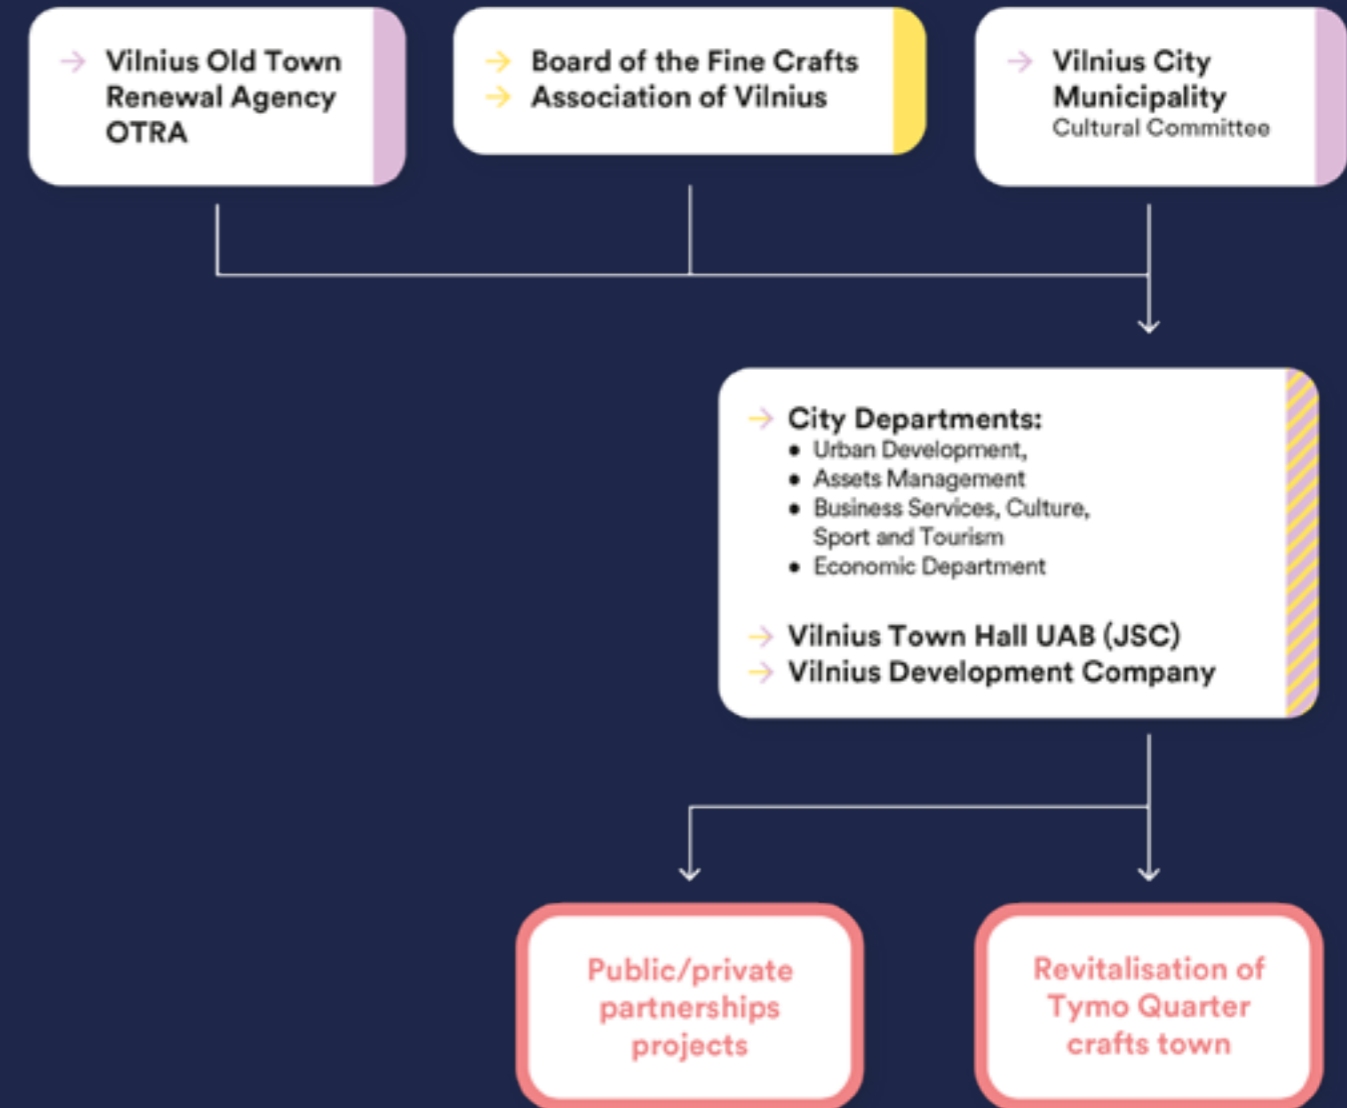 Vilnius Old Town
Renewal Agency
OTRA
Board of the Fine Crafts
Association of Vilnius
Vilnius City
Municipality
Cultural Committee
City Departments:
• Urban Development,
• Assets Management
• Business Services, Culture,
Sport and Tourism
• Economic Department
Vilnius Town Hall UAB (JSC)
Vilnius Development Company
Public/private
partnerships
projects
Revitalisation of
Tymo Quarter
crafts town